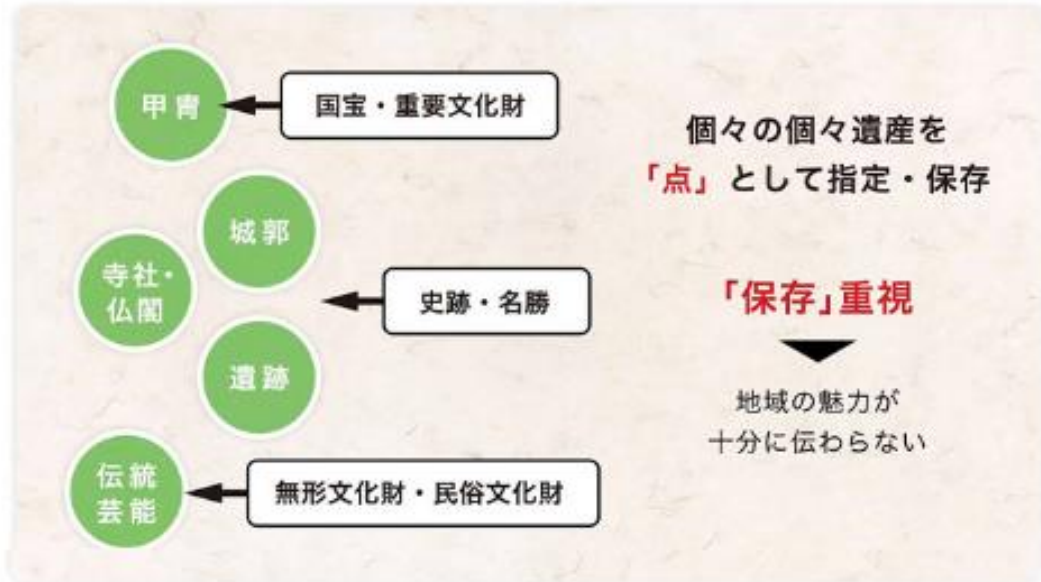 甲冑
国宝・重要文化財
城郭
寺社・
仏閣
史跡・名勝
遺跡
伝統
芸能
無形文化財・民俗文化財
個々の個々遺産を
「点」として指定・保存
「保存」重視
地域の魅力が
十分に伝わらない